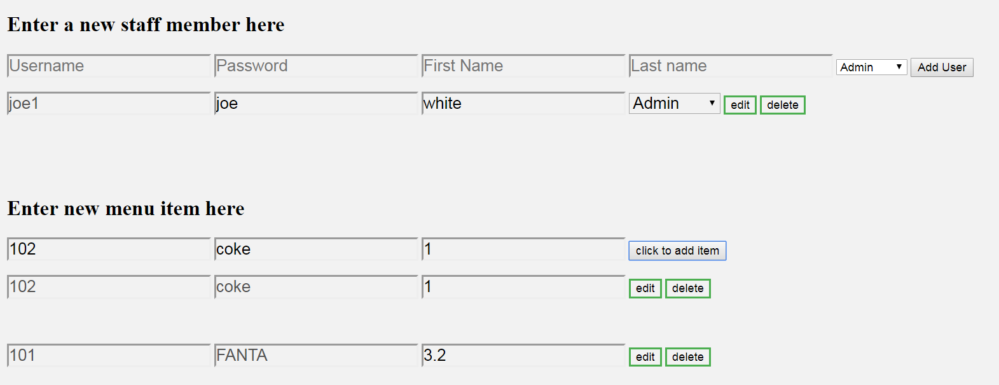 Enter a new staff member here
Username Password First Name Last name Admin Add User
joe1 joe white Admin edit delete
Enter new menu item here
102 coke 1 click to add item
102 coke 1 edit delete
101 FANTA 3.2 edit delete